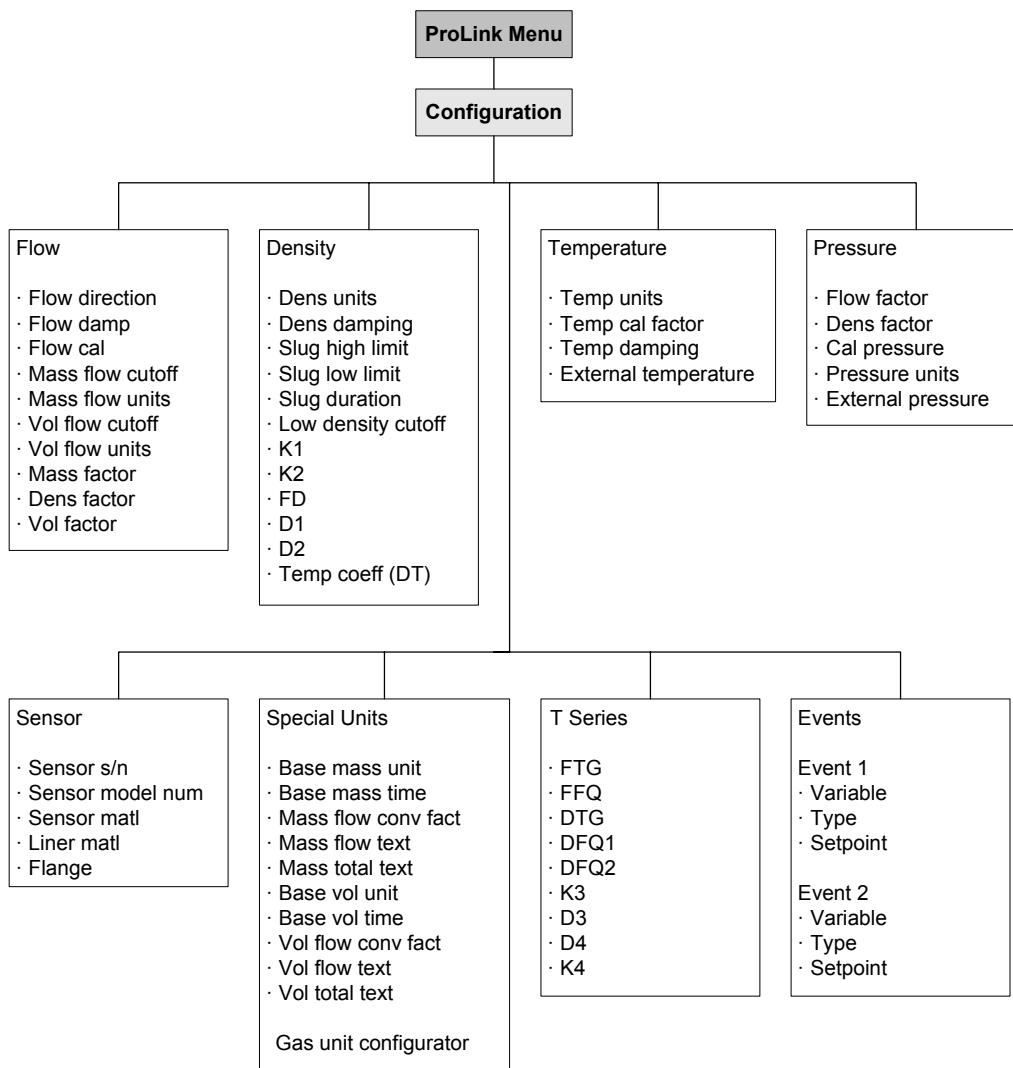 ProLink Menu
Configuration
Flow
· Flow direction
· Flow damp
· Flow cal
· Mass flow cutoff
· Mass flow units
· Vol flow cutoff
· Vol flow units
· Mass factor
· Dens factor
· Vol factor
Density
· Dens units
· Dens damping
· Slug high limit
· Slug low limit
· Slug duration
· Low density cutoff
· K1
· K2
· FD
· D1
· D2
· Temp coeff (DT)
Temperature
· Temp units
· Temp cal factor
· Temp damping
· External temperature
Pressure
· Flow factor
· Dens factor
· Cal pressure
· Pressure units
· External pressure
Sensor
· Sensor s/n
· Sensor model num
· Sensor matl
· Liner matl
· Flange
Special Units
· Base mass unit
· Base mass time
· Mass flow conv fact
· Mass flow text
· Mass total text
· Base vol unit
· Base vol time
· Vol flow conv fact
· Vol flow text
· Vol total text
Gas unit configurator
T Series
· FTG
· FFQ
· DTG
· DFQ1
· DFQ2
· K3
· D3
· D4
· K4
Events
Event 1
· Variable
· Type
· Setpoint
Event 2
· Variable
· Type
· Setpoint